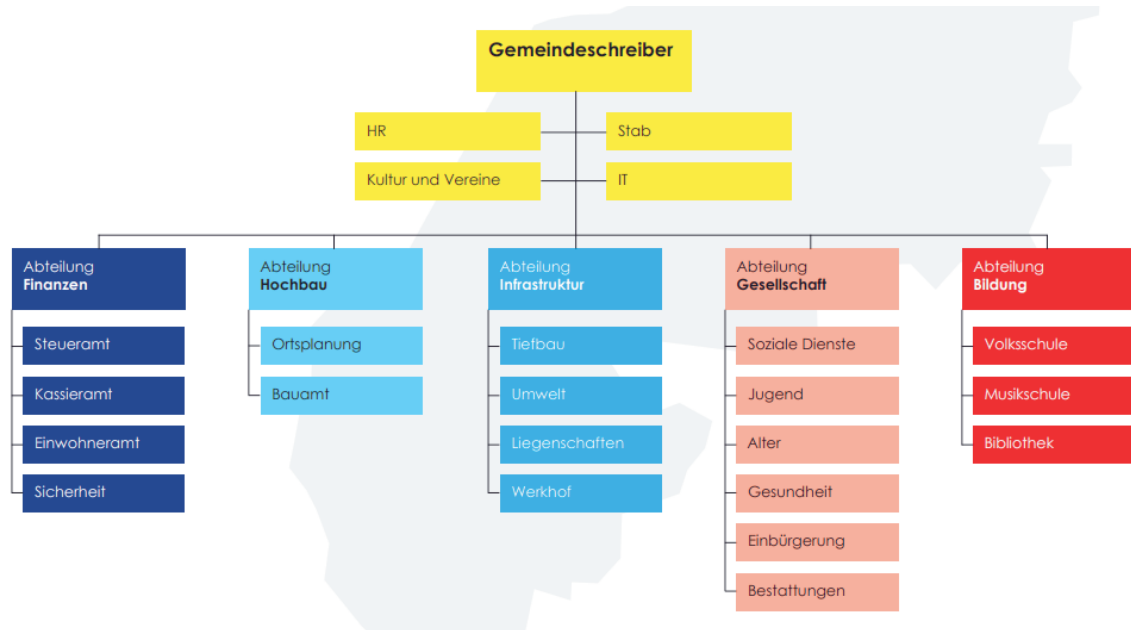 Gemeindeschreiber
HR
Stab
Kultur und Vereine
IT
Abteilung
Finanzen
Steueramt
Kassieramt
Einwohneramt
Sicherheit
Abteilung
Hochbau
Ortsplanung
Bauamt
Abteilung
Infrastruktur
Tiefbau
Umwelt
Liegenschaften
Werkhof
Abteilung
Gesellschaft
Soziale Dienste
Jugend
Alter
Gesundheit
Einbürgerung
Bestattungen
Abteilung
Bildung
Volksschule
Musikschule
Bibliothek